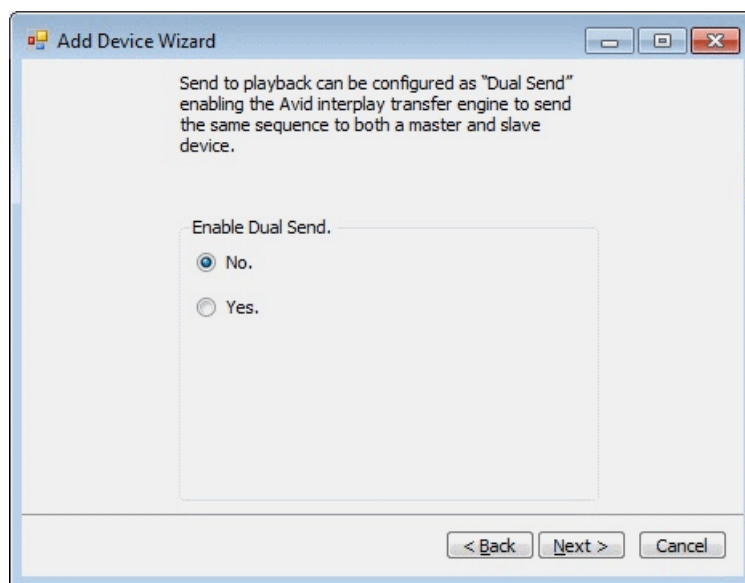 Add Device Wizard
Send to playback can be configured as “Dual Send”
enabling the Avid interplay transfer engine to send
the same sequence to both a master and slave
device.
Enable Dual Send.
No.
Yes.
< Back Next > Cancel